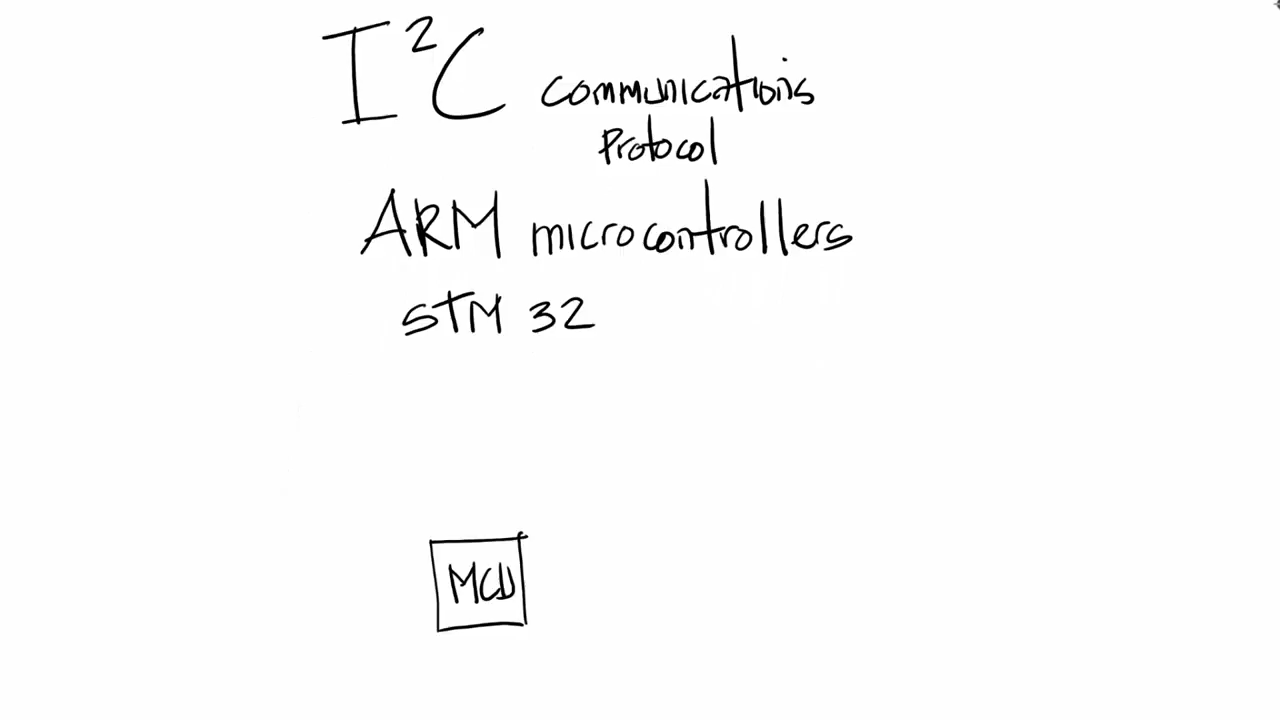 I²C communications
Protocol
ARM microcontrollers
STM 32
MCU